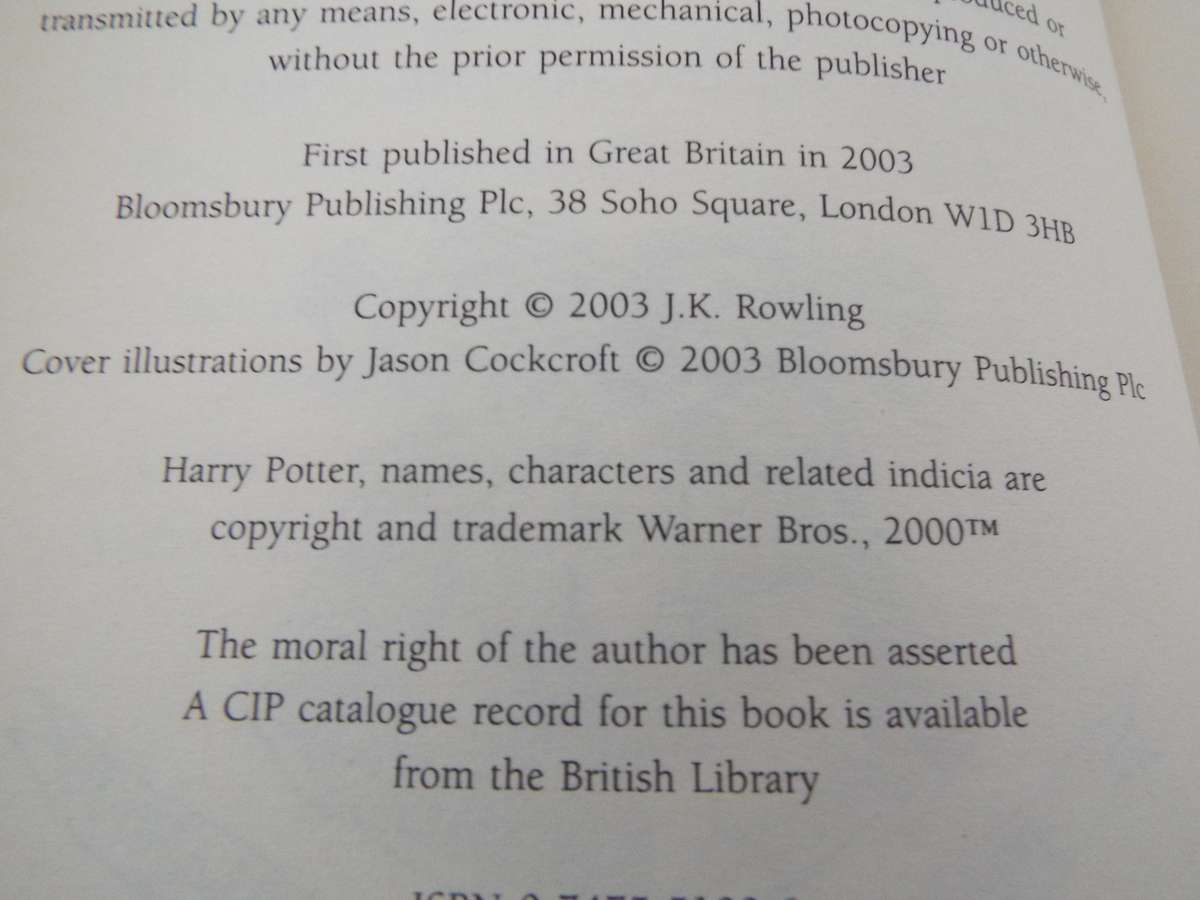 duced or
transmitted by any means, electronic, mechanical, photocopying or otherwise,
without the prior permission of the publisher
First published in Great Britain in 2003
Bloomsbury Publishing Plc, 38 Soho Square, London W1D 3HB
Copyright © 2003 J.K. Rowling
Cover illustrations by Jason Cockcroft © 2003 Bloomsbury Publishing Plc
Harry Potter, names, characters and related indicia are
copyright and trademark Warner Bros., 2000™
The moral right of the author has been asserted
A CIP catalogue record for this book is available
from the British Library